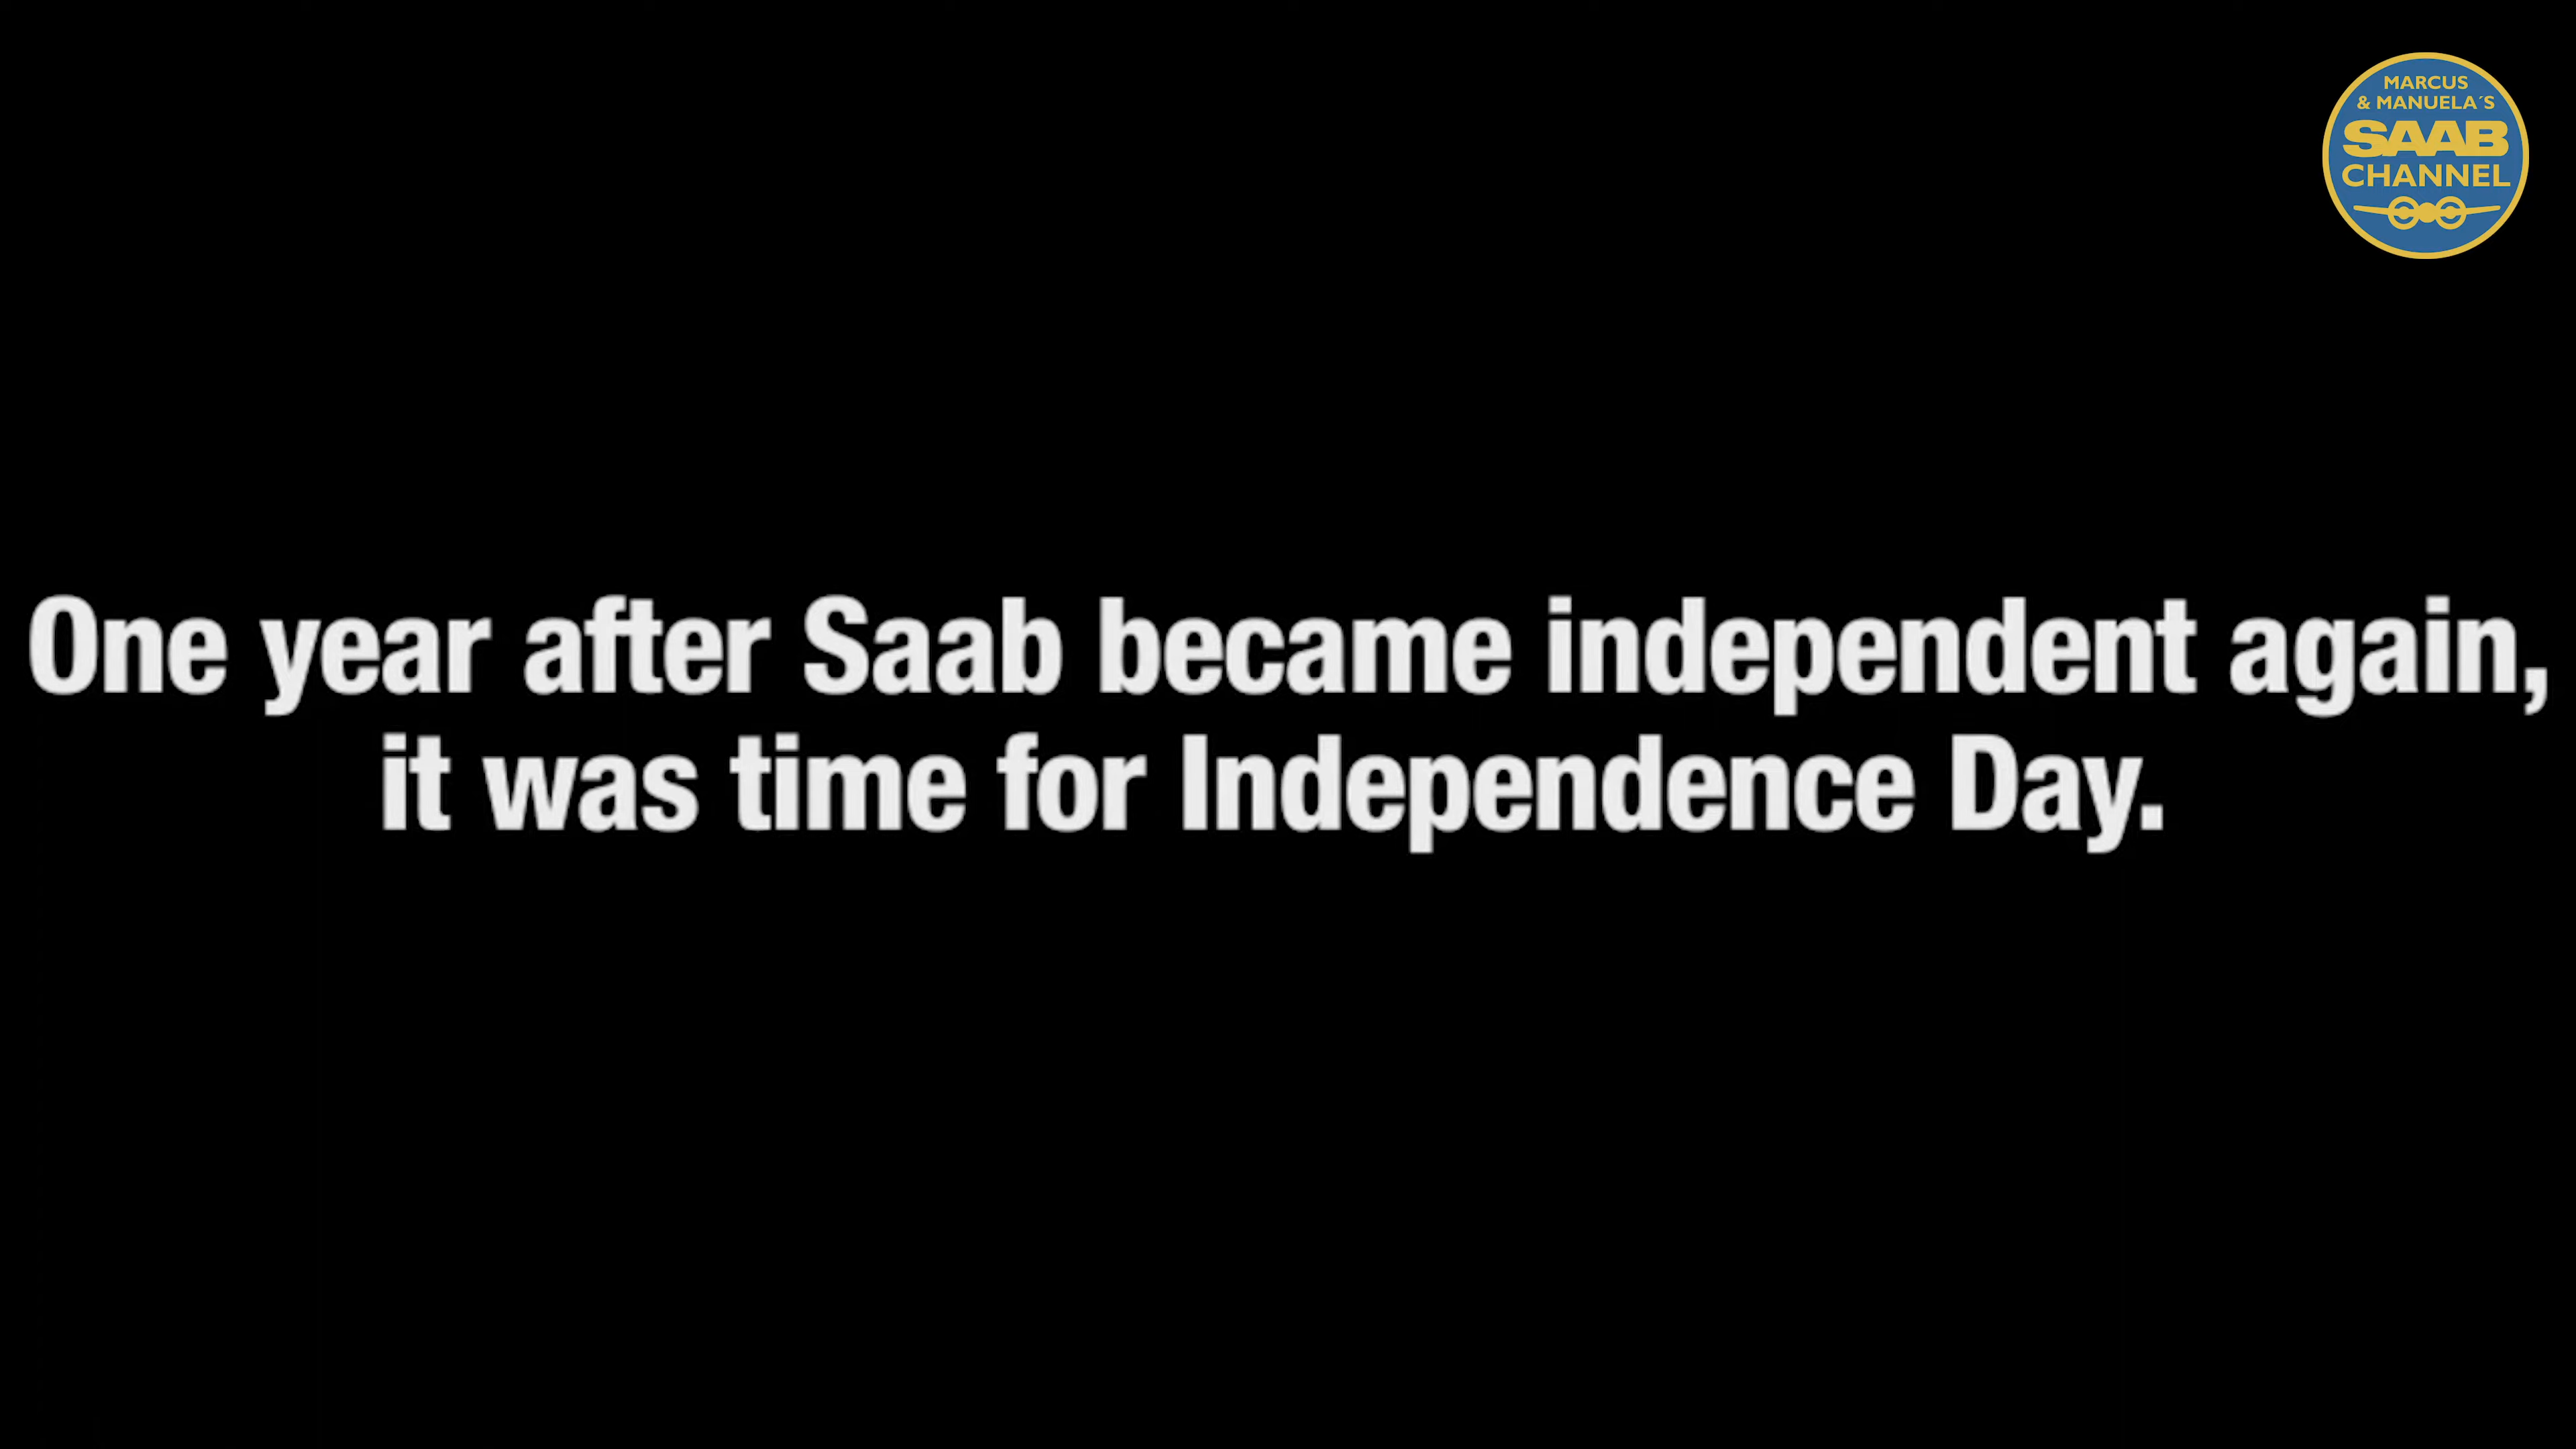 MARCUS
& MANUELA´S
SAAB
CHANNEL
One year after Saab became independent again,
it was time for Independence Day.